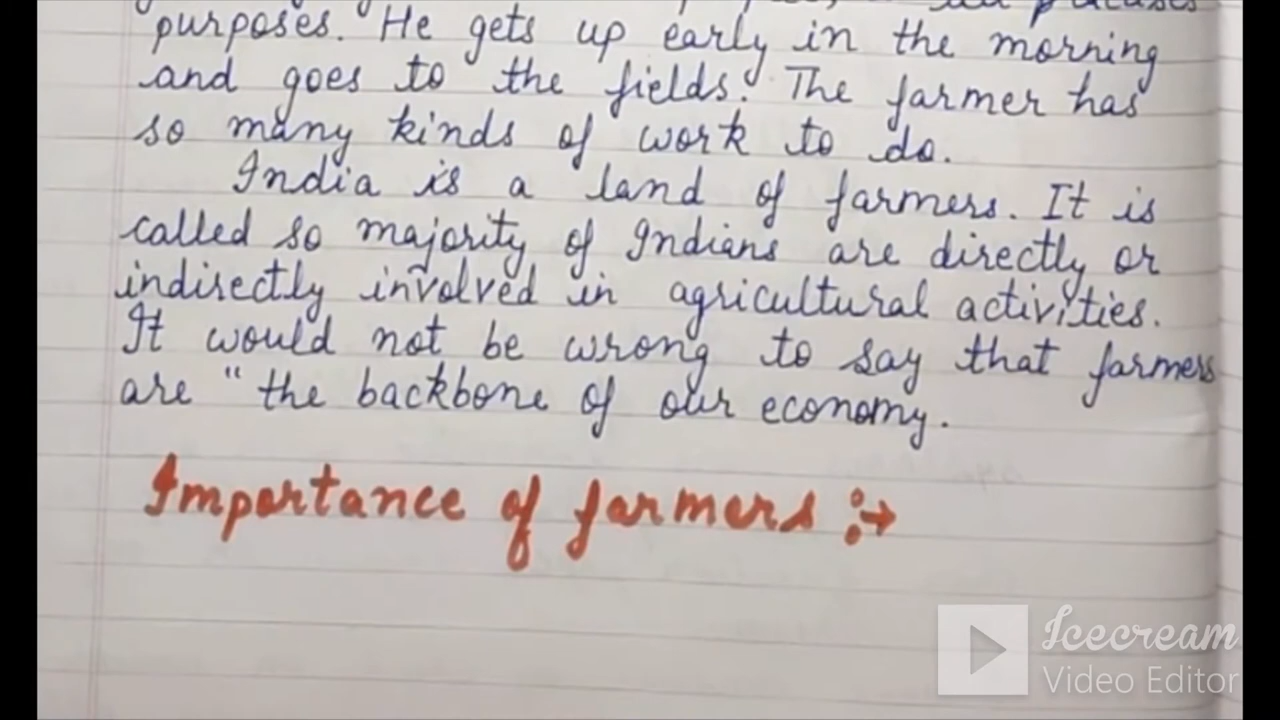 purposes. He gets up early in the morning
and goes to the fields. The farmer has
so many kinds of work to do.
India is a land of farmers. It is
called so majority of Indians are directly or
indirectly involved in agricultural activities.
It would not be wrong to say that farmers
are " the backbone of our economy.
Importance of farmers :→
Icecream
Video Editor